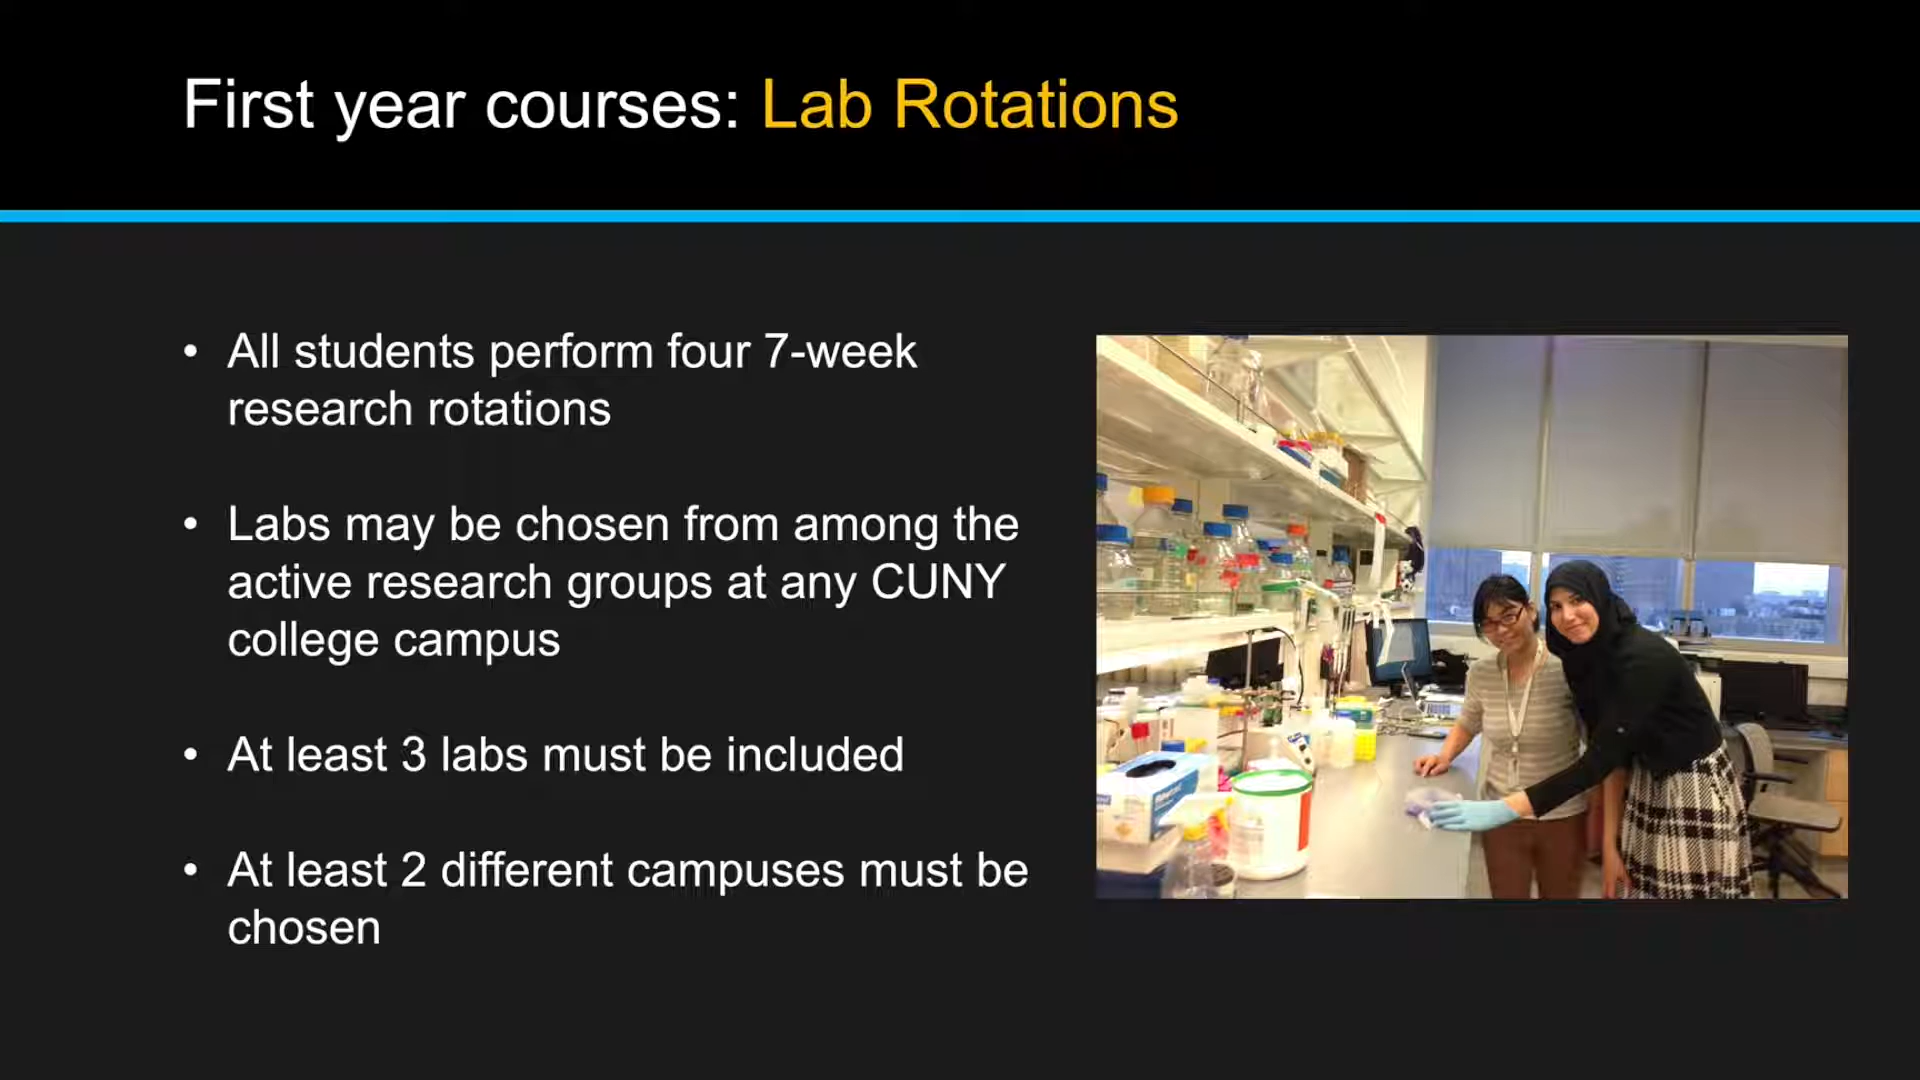 First year courses: Lab Rotations
• All students perform four 7-week
research rotations
• Labs may be chosen from among the
active research groups at any CUNY
college campus
• At least 3 labs must be included
• At least 2 different campuses must be
chosen